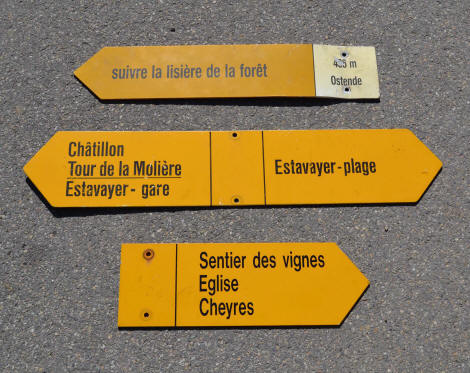 suivre la lisière de la forêt
m
Ostende
Châtillon
Tour de la Molière
Estavayer - gare
Estavayer-plage
Sentier des vignes
Eglise
Cheyres